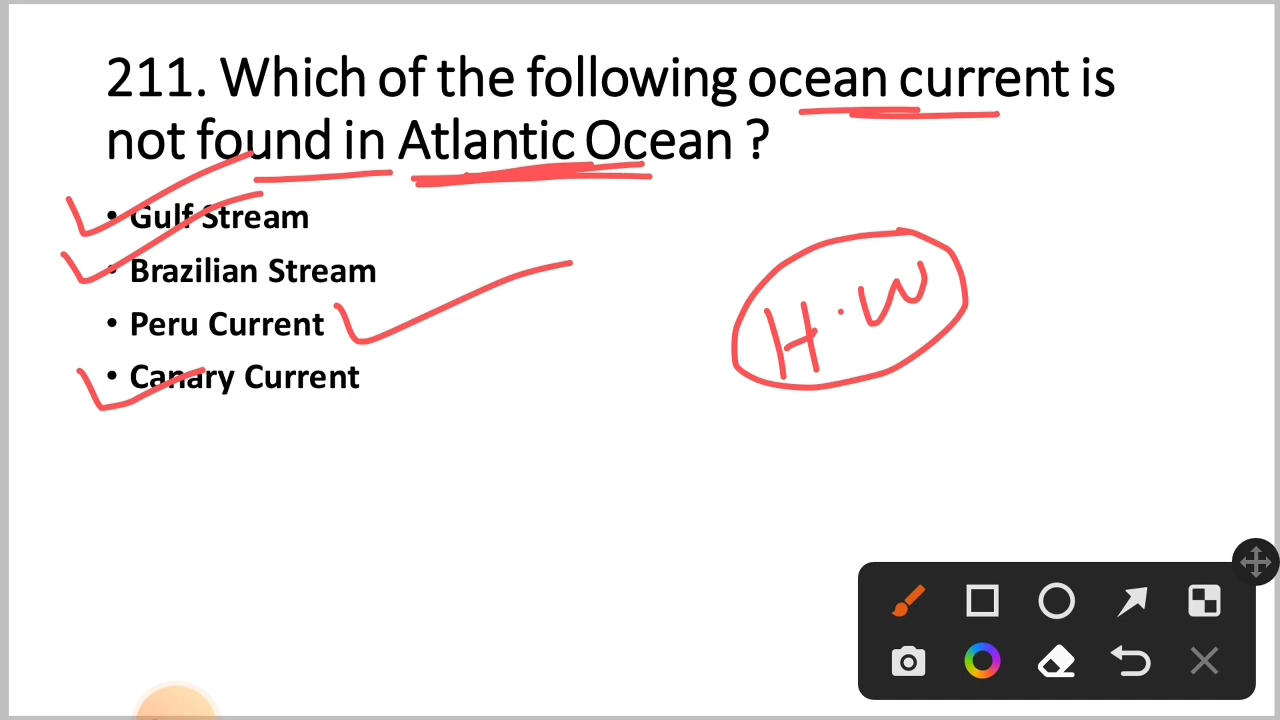 211. Which of the following ocean current is
not found in Atlantic Ocean ?
• Gulf Stream
• Brazilian Stream
• Peru Current
• Canary Current
H.W